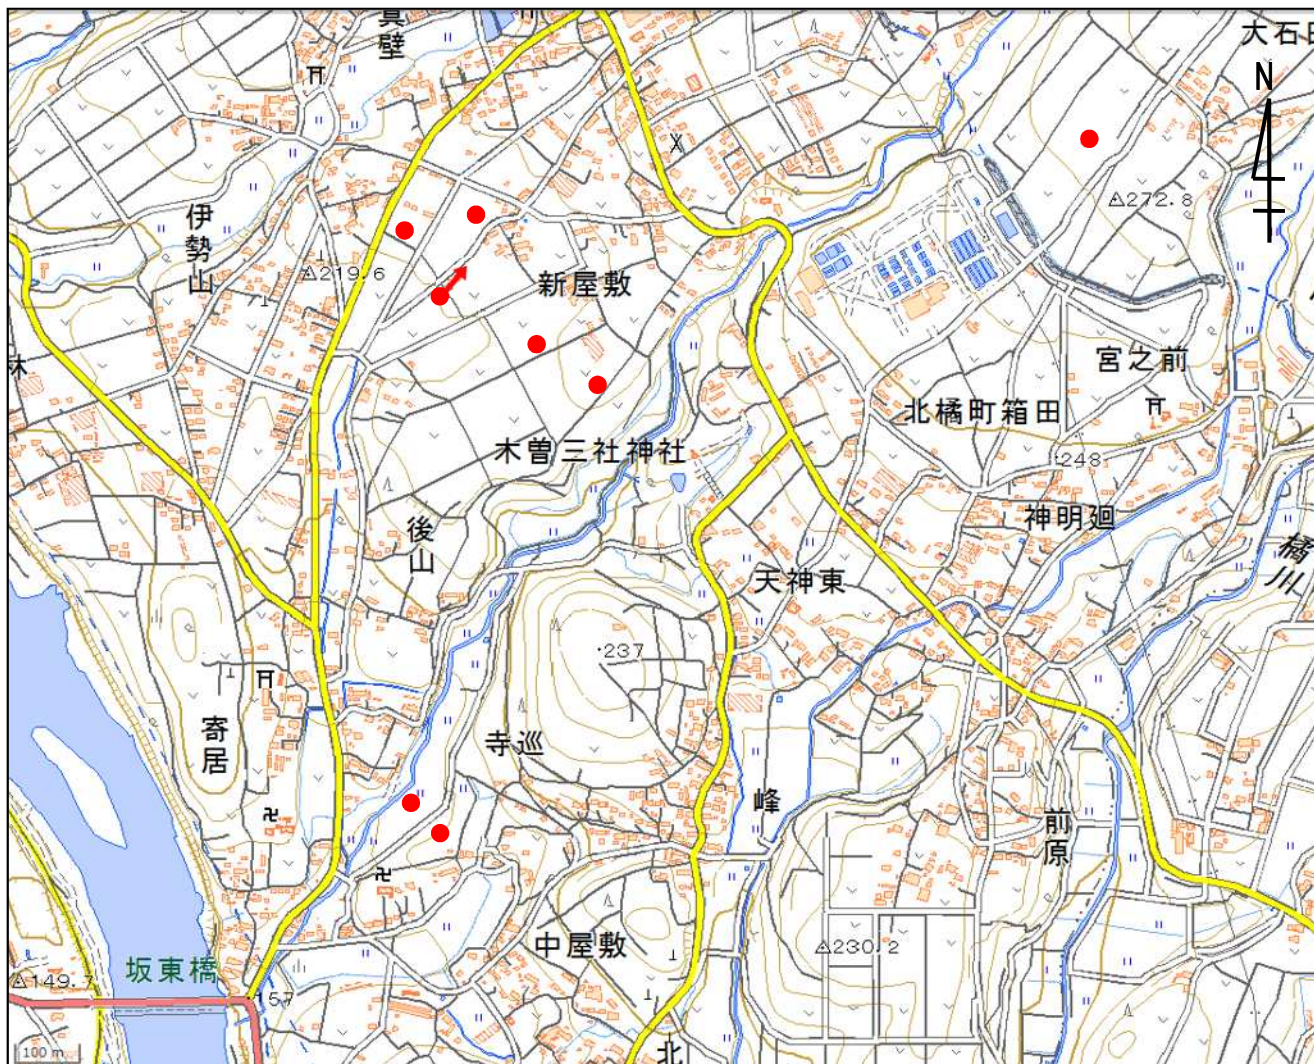 真壁
大石
N
△272.8
伊勢山
△219.6
新屋敷
林
宮之前
北橘町箱田
木曽三社神社
・248
後山
神明廻
橘川
天神東
・237
寄居
寺巡
峰
前原
中屋敷
△230.2
坂東橋
△149.7
157
北
100 m